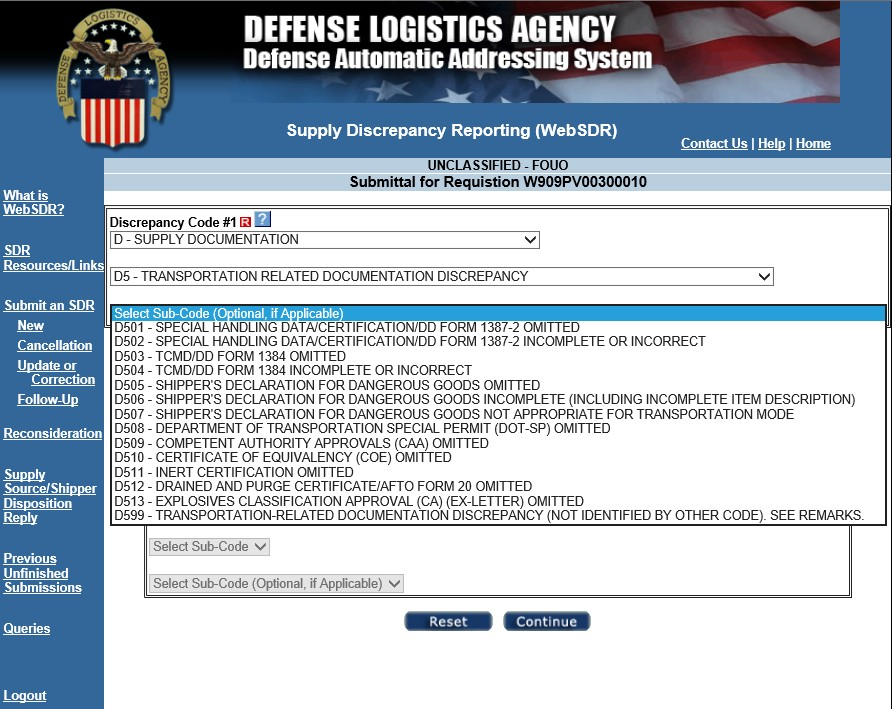 DEFENSE LOGISTICS AGENCY
Defense Automatic Addressing System
LOGISTICS
DEFENSE
AGENCY
Supply Discrepancy Reporting (WebSDR)
Contact Us | Help | Home
UNCLASSIFIED - FOUO
Submittal for Requistion W909PV00300010
What is
WebSDR?
SDR
Resources/Links
Submit an SDR
New
Cancellation
Update or
Correction
Follow-Up
Reconsideration
Supply
Source/Shipper
Disposition
Reply
Previous
Unfinished
Submissions
Queries
Logout
Discrepancy Code #1 R ?
D - SUPPLY DOCUMENTATION
D5 - TRANSPORTATION RELATED DOCUMENTATION DISCREPANCY
Select Sub-Code (Optional, if Applicable)
D501 - SPECIAL HANDLING DATA/CERTIFICATION/DD FORM 1387-2 OMITTED
D502 - SPECIAL HANDLING DATA/CERTIFICATION/DD FORM 1387-2 INCOMPLETE OR INCORRECT
D503 - TCMD/DD FORM 1384 OMITTED
D504 - TCMD/DD FORM 1384 INCOMPLETE OR INCORRECT
D505 - SHIPPER'S DECLARATION FOR DANGEROUS GOODS OMITTED
D506 - SHIPPER'S DECLARATION FOR DANGEROUS GOODS INCOMPLETE (INCLUDING INCOMPLETE ITEM DESCRIPTION)
D507 - SHIPPER'S DECLARATION FOR DANGEROUS GOODS NOT APPROPRIATE FOR TRANSPORTATION MODE
D508 - DEPARTMENT OF TRANSPORTATION SPECIAL PERMIT (DOT-SP) OMITTED
D509 - COMPETENT AUTHORITY APPROVALS (CAA) OMITTED
D510 - CERTIFICATE OF EQUIVALENCY (COE) OMITTED
D511 - INERT CERTIFICATION OMITTED
D512 - DRAINED AND PURGE CERTIFICATE/AFTO FORM 20 OMITTED
D513 - EXPLOSIVES CLASSIFICATION APPROVAL (CA) (EX-LETTER) OMITTED
D599 - TRANSPORTATION-RELATED DOCUMENTATION DISCREPANCY (NOT IDENTIFIED BY OTHER CODE). SEE REMARKS.
Select Sub-Code
Select Sub-Code (Optional, if Applicable)
Reset
Continue